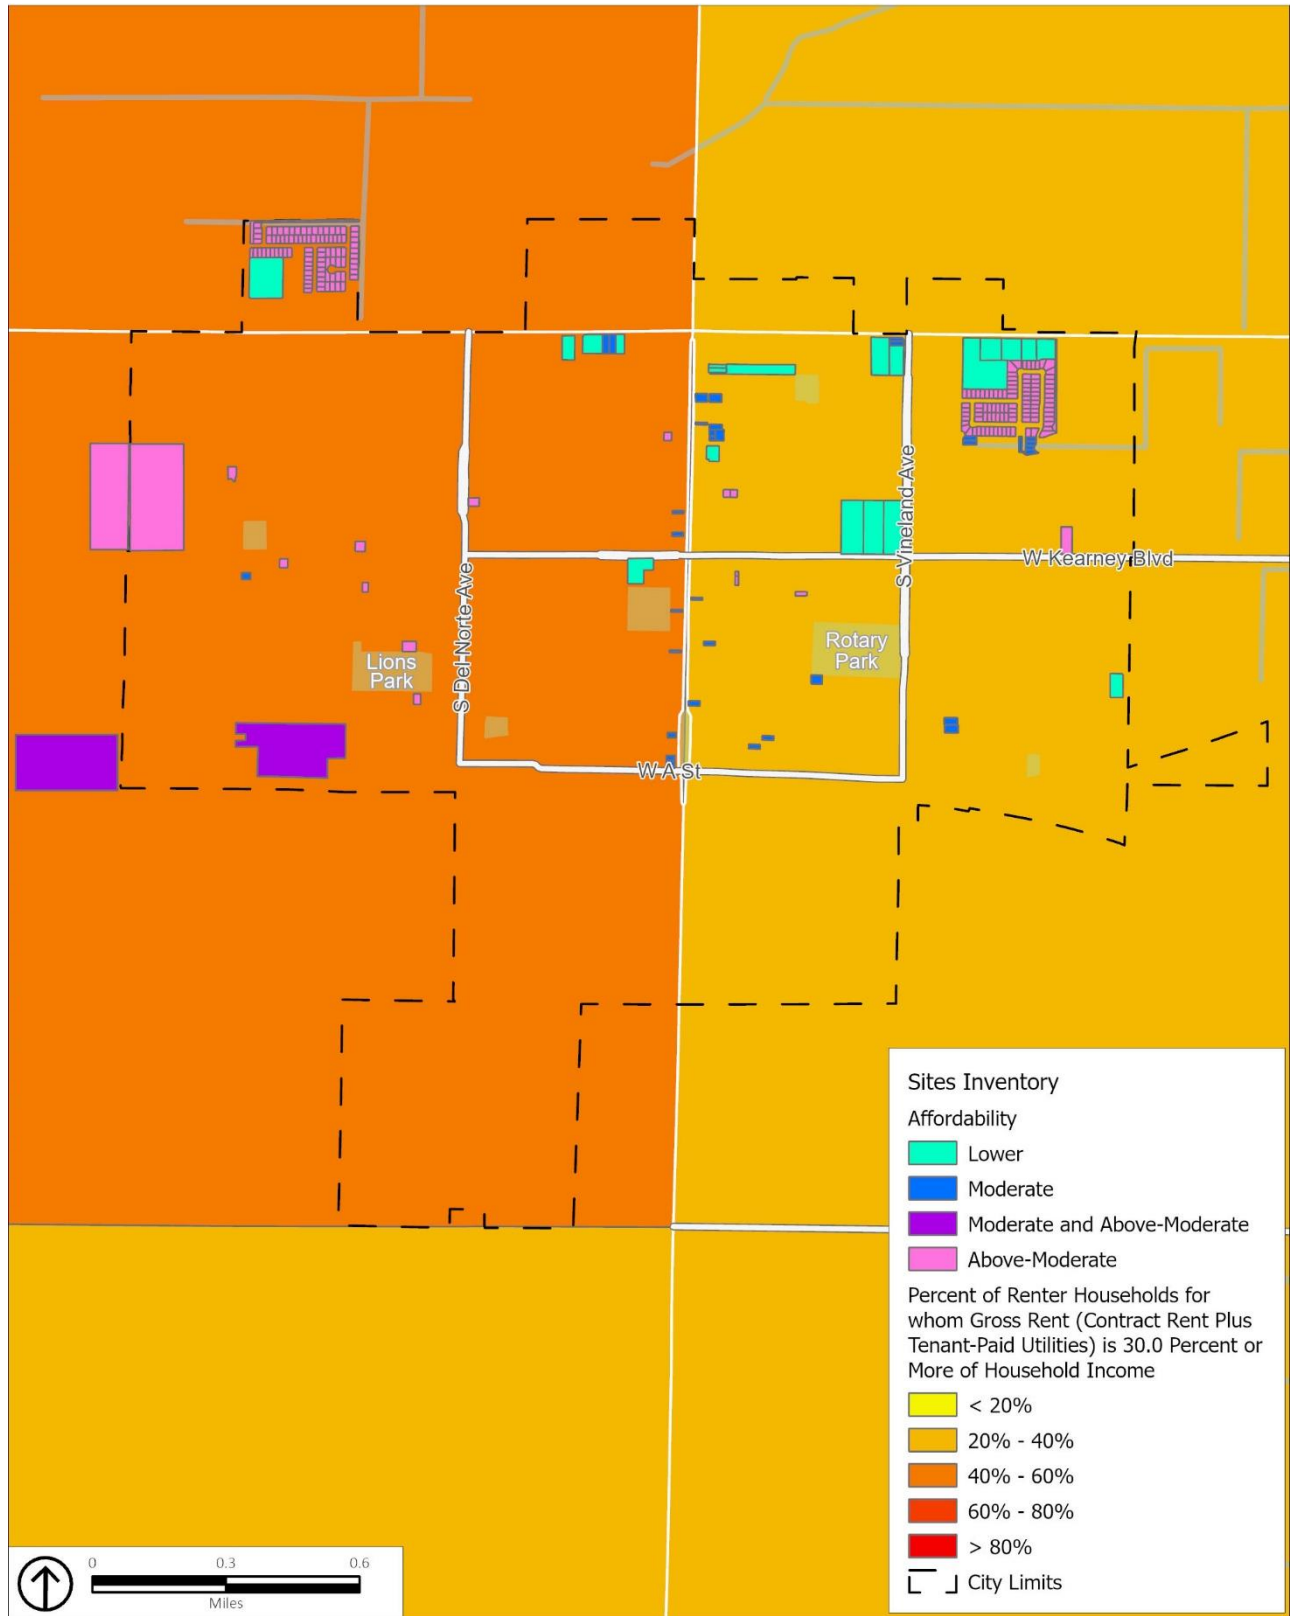 S Vineland Ave
W Kearney Blvd
S Del Norte Ave
Rotary
Park
Lions
Park
W A St
Sites Inventory
Affordability
Lower
Moderate
Moderate and Above-Moderate
Above-Moderate
Percent of Renter Households for
whom Gross Rent (Contract Rent Plus
Tenant-Paid Utilities) is 30.0 Percent or
More of Household Income
< 20%
20% - 40%
40% - 60%
60% - 80%
> 80%
City Limits
0 0.3 0.6
Miles